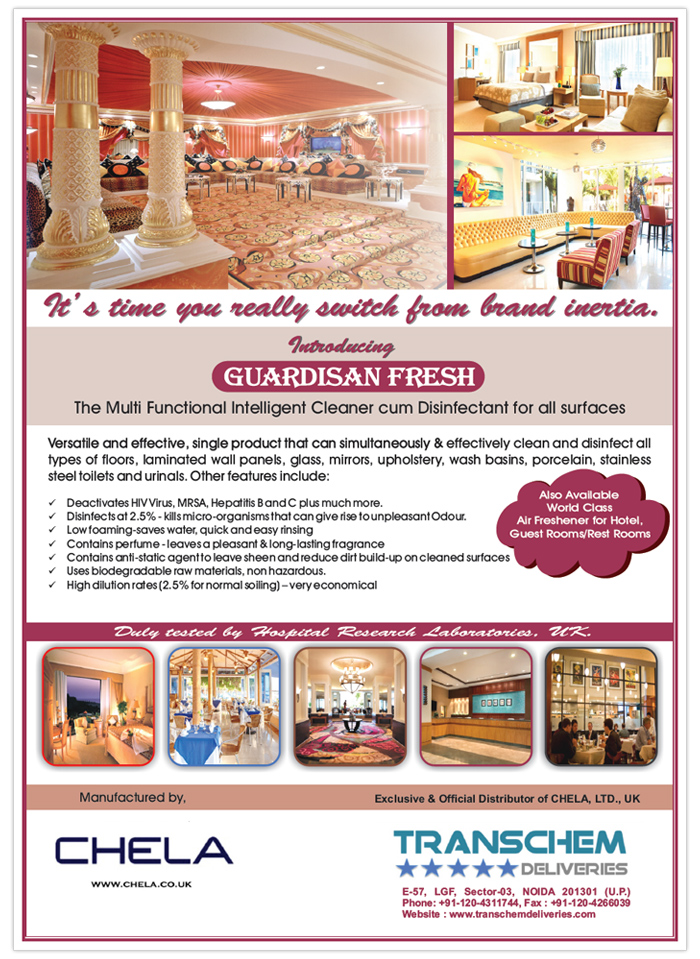 It's time you really switch from brand inertia.
Introducing
GUARDISAN FRESH
The Multi Functional Intelligent Cleaner cum Disinfectant for all surfaces
Versatile and effective, single product that can simultaneously & effectively clean and disinfect all
types of floors, laminated wall panels, glass, mirrors, upholstery, wash basins, porcelain, stainless
steel toilets and urinals. Other features include:
✓ Deactivates HIV Virus, MRSA, Hepatitis B and C plus much more.
✓ Disinfects at 2.5% - kills micro-organisms that can give rise to unpleasant Odour.
✓ Low foaming-saves water, quick and easy rinsing
✓ Contains perfume - leaves a pleasant & long-lasting fragrance
✓ Contains anti-static agent to leave sheen and reduce dirt build-up on cleaned surfaces
✓ Uses biodegradable raw materials, non hazardous.
✓ High dilution rates (2.5% for normal soiling) – very economical
Also Available
World Class
Air Freshener for Hotel,
Guest Rooms/Rest Rooms
Duly tested by Hospital Research Laboratories, UK.
Manufactured by,
CHELA
WWW.CHELA.CO.UK
Exclusive & Official Distributor of CHELA, LTD., UK
TRANSCHEM
DELIVERIES
E-57, LGF, Sector-03, NOIDA 201301 (U.P.)
Phone: +91-120-4311744, Fax : +91-120-4266039
Website : www.transchemdeliveries.com